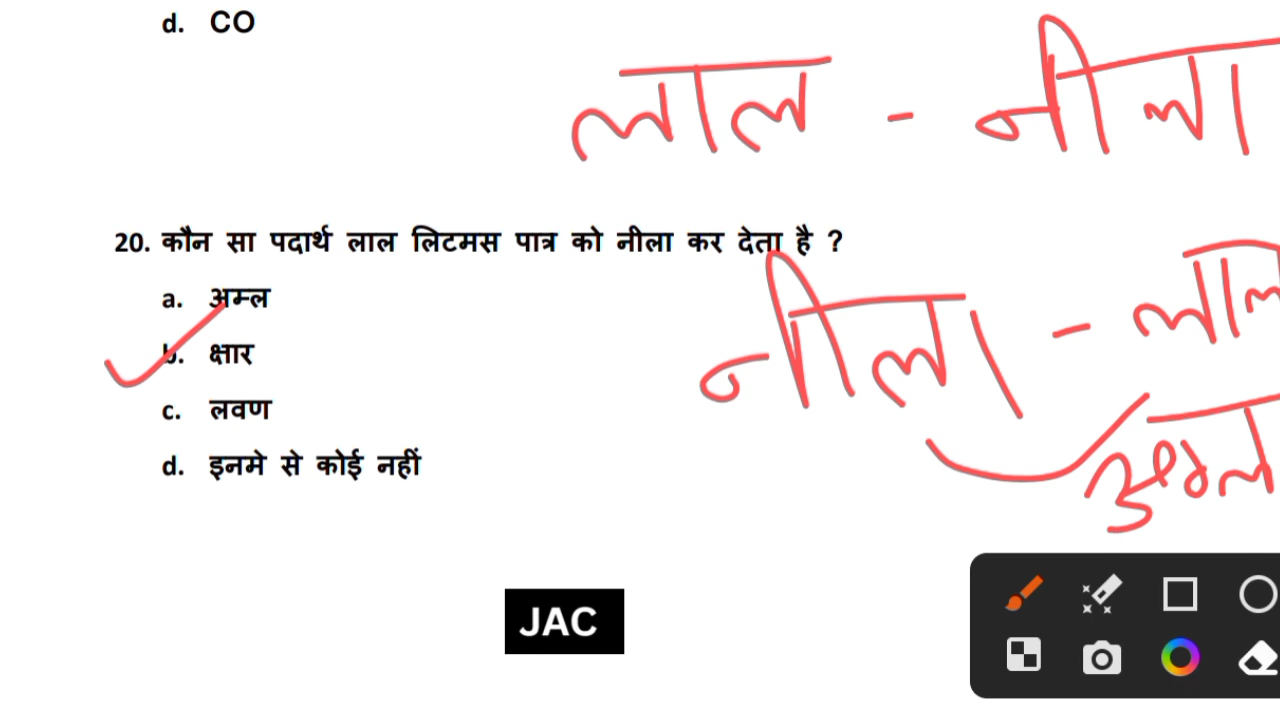 d. CO
लाल - नीला
20. कौन सा पदार्थ लाल लिटमस पात्र को नीला कर देता है ?
a. अम्ल
b. क्षार
c. लवण
d. इनमे से कोई नहीं
नीला - लाल
अम्ल
JAC